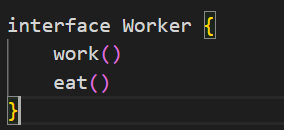 interface Worker {
    work()
    eat()
}